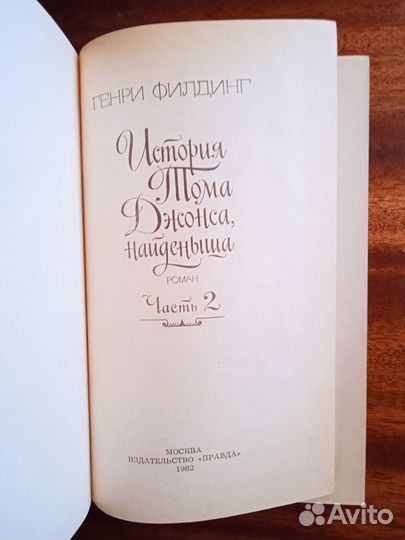 ГЕНРИ ФИЛДИНГ
История
Тома
Джонса,
найденыша
РОМАН
Часть 2
МОСКВА
ИЗДАТЕЛЬСТВО «ПРАВДА»
1982
Avito